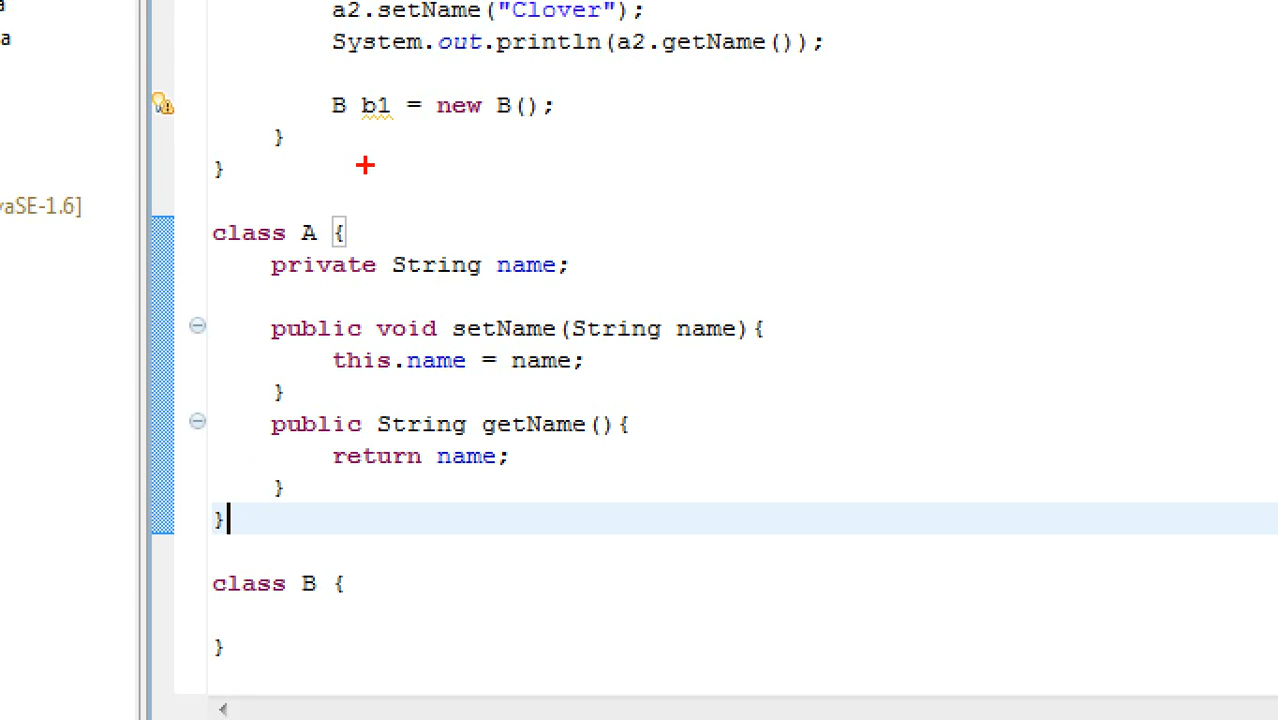 a
a2.setName("Clover");
a
System.out.println(a2.getName());
B b1 = new B();
}
}
vaSE-1.6]
class A {
private String name;
public void setName(String name){
this.name = name;
}
public String getName(){
return name;
}
}
class B {
}